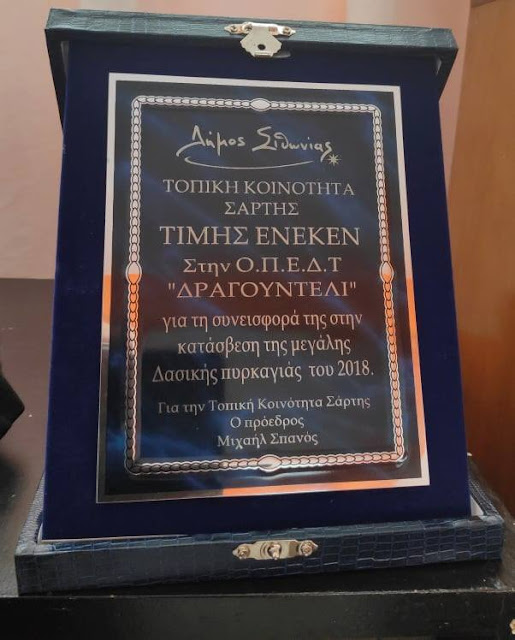 Δήμος Σιθωνίας
ΤΟΠΙΚΗ ΚΟΙΝΟΤΗΤΑ
ΣΑΡΤΗΣ
ΤΙΜΗΣ ΕΝΕΚΕΝ
Στην Ο.Π.Ε.Δ.Τ
"ΔΡΑΓΟΥΝΤΕΛΙ"
για τη συνεισφορά της στην
κατάσβεση της μεγάλης
Δασικής πυρκαγιάς του 2018.
Για την Τοπική Κοινότητα Σάρτης
Ο πρόεδρος
Μιχαήλ Σπανός